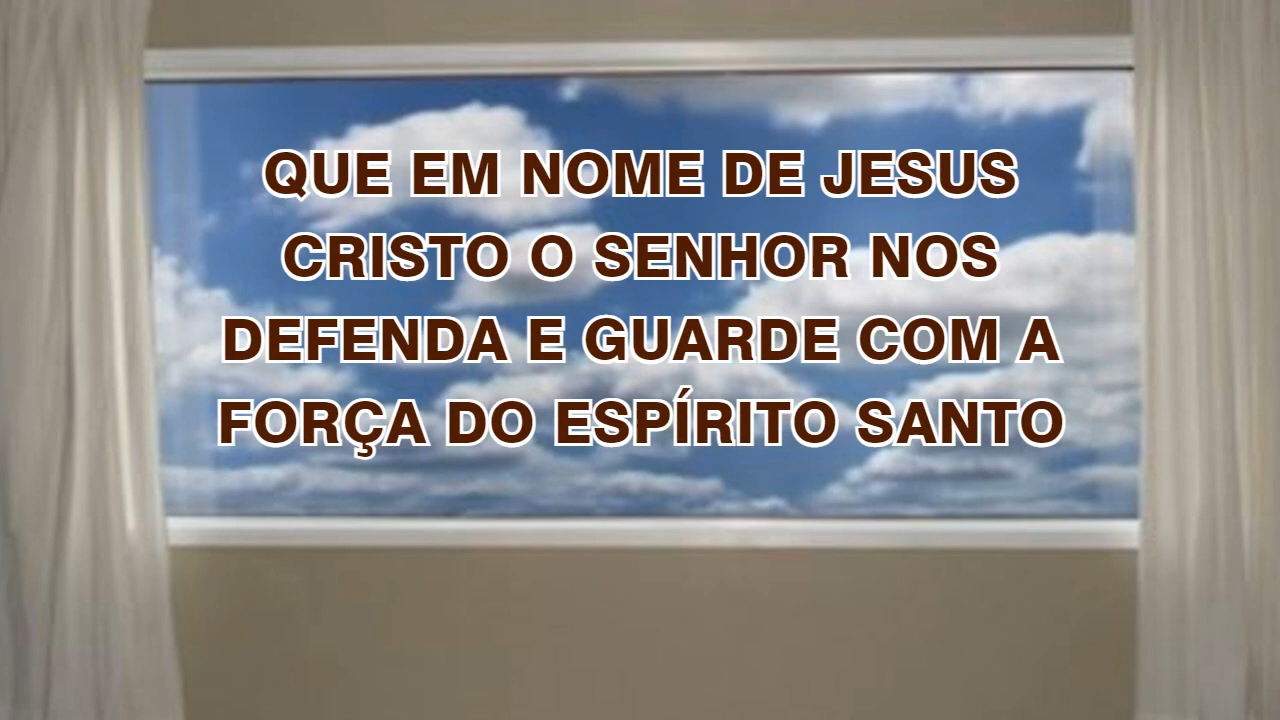 QUE EM NOME DE JESUS
CRISTO O SENHOR NOS
DEFENDA E GUARDE COM A
FORÇA DO ESPÍRITO SANTO